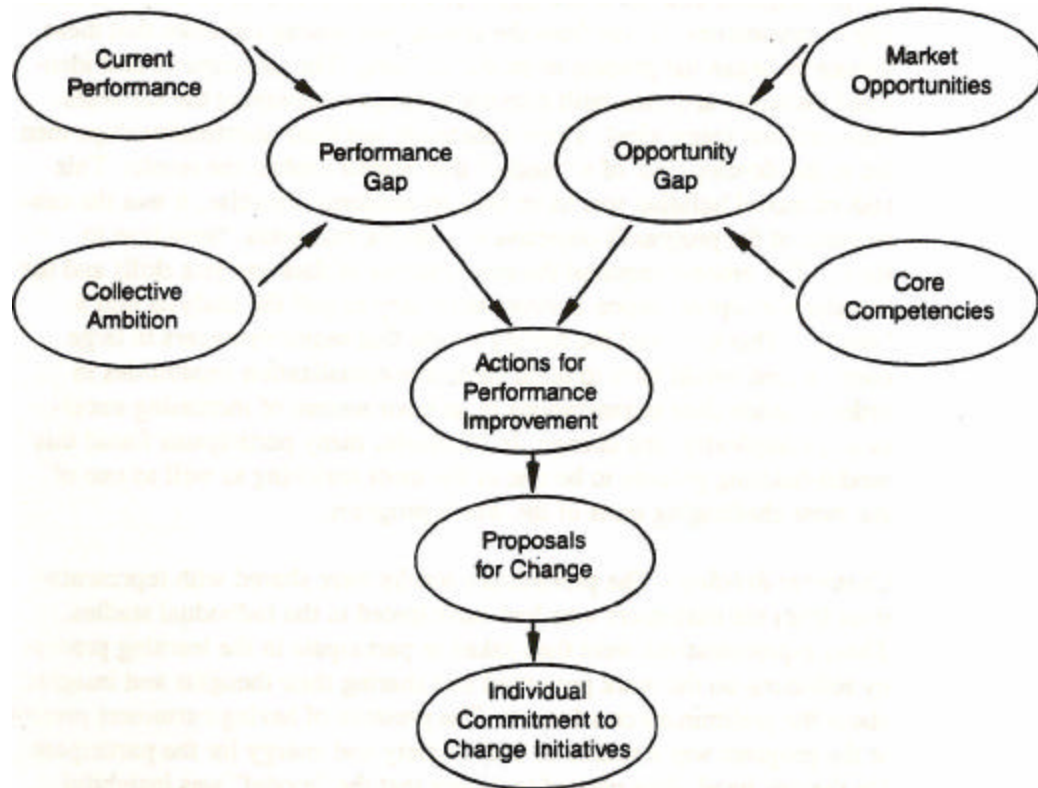 Current
Performance
Market
Opportunities
Performance
Gap
Opportunity
Gap
Collective
Ambition
Core
Competencies
Actions for
Performance
Improvement
Proposals
for Change
Individual
Commitment to
Change Initiatives